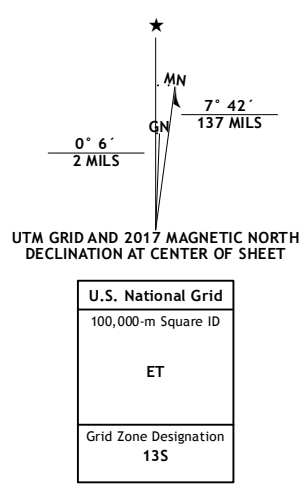 ★
MN
7° 42´
137 MILS
GN
0° 6´
2 MILS
UTM GRID AND 2017 MAGNETIC NORTH
DECLINATION AT CENTER OF SHEET
U.S. National Grid
100,000-m Square ID
ET
Grid Zone Designation
13S